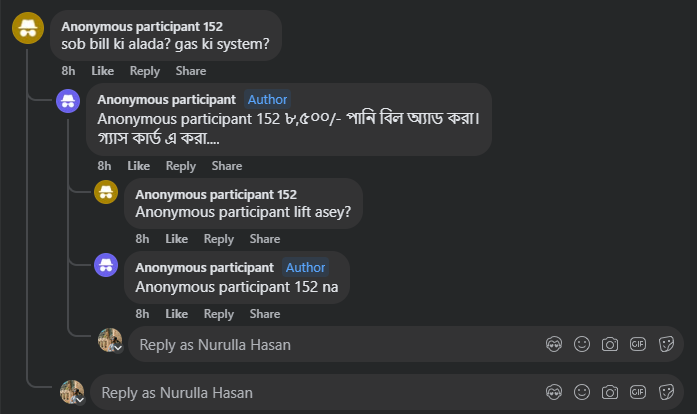 Anonymous participant 152
sob bill ki alada? gas ki system?
8h Like Reply Share
Anonymous participant Author
Anonymous participant 152 ৮,৫০০/- পানি বিল অ্যাড করা।
গ্যাস কার্ড এ করা....
8h Like Reply Share
Anonymous participant 152
Anonymous participant lift asey?
8h Like Reply Share
Anonymous participant Author
Anonymous participant 152 na
8h Like Reply Share
Reply as Nurulla Hasan
GIF
Reply as Nurulla Hasan
GIF